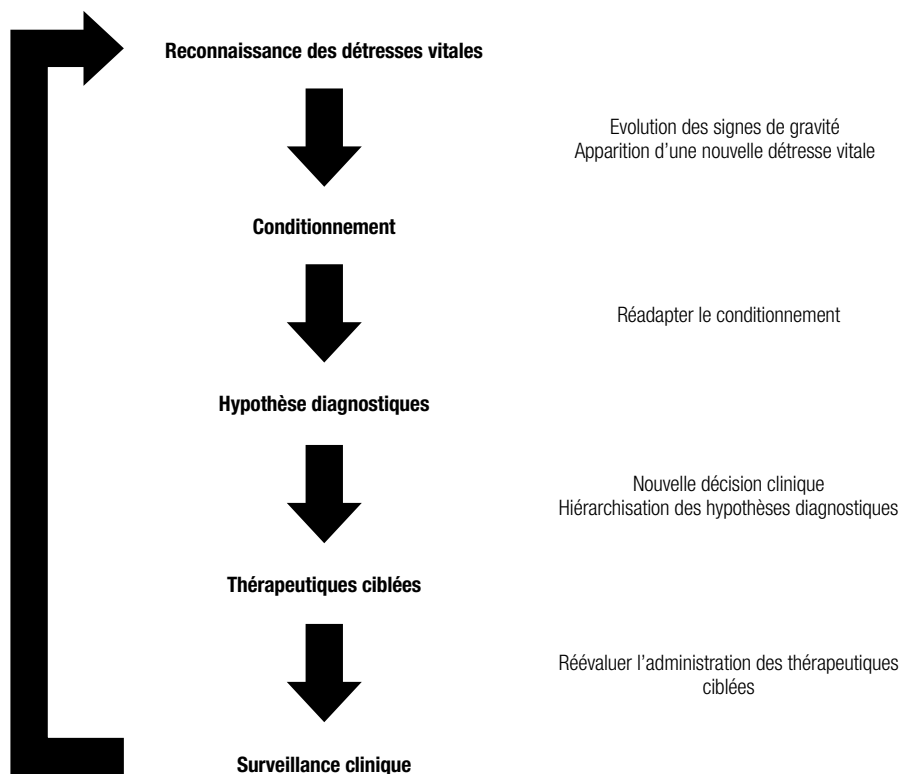 Reconnaissance des détresses vitales
Evolution des signes de gravité
Apparition d’une nouvelle détresse vitale
Conditionnement
Réadapter le conditionnement
Hypothèse diagnostiques
Nouvelle décision clinique
Hiérarchisation des hypothèses diagnostiques
Thérapeutiques ciblées
Réévaluer l’administration des thérapeutiques
ciblées
Surveillance clinique